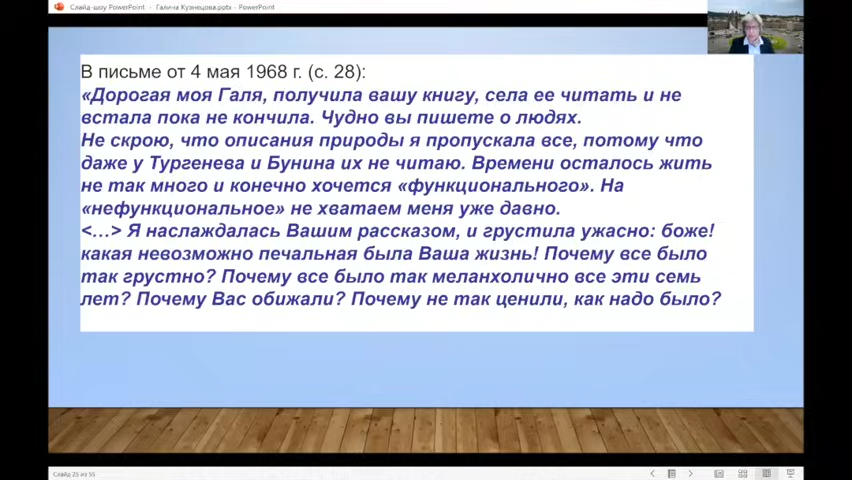 Слайд-шоу PowerPoint - Галича Кузнецова.pptx - PowerPoint
В письме от 4 мая 1968 г. (с. 28):
«Дорогая моя Галя, получила вашу книгу, села ее читать и не
встала пока не кончила. Чудно вы пишете о людях.
Не скрою, что описания природы я пропускала все, потому что
даже у Тургенева и Бунина их не читаю. Времени осталось жить
не так много и конечно хочется «функционального». На
«нефункциональное» не хватаем меня уже давно.
<…> Я наслаждалась Вашим рассказом, и грустила ужасно: боже!
какая невозможно печальная была Ваша жизнь! Почему все было
так грустно? Почему все было так меланхолично все эти семь
лет? Почему Вас обижали? Почему не так ценили, как надо было?
Слайд 25 из 55